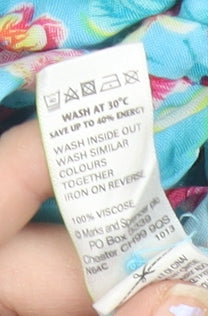 WASH AT 30°C
SAVE UP TO 40% ENERGY
WASH INSIDE OUT
WASH SIMILAR
COLOURS
TOGETHER
IRON ON REVERSE
100% VISCOSE
© Marks and Spencer plc
PO Box 3339
Chester CH99 9QS
N64C 1013